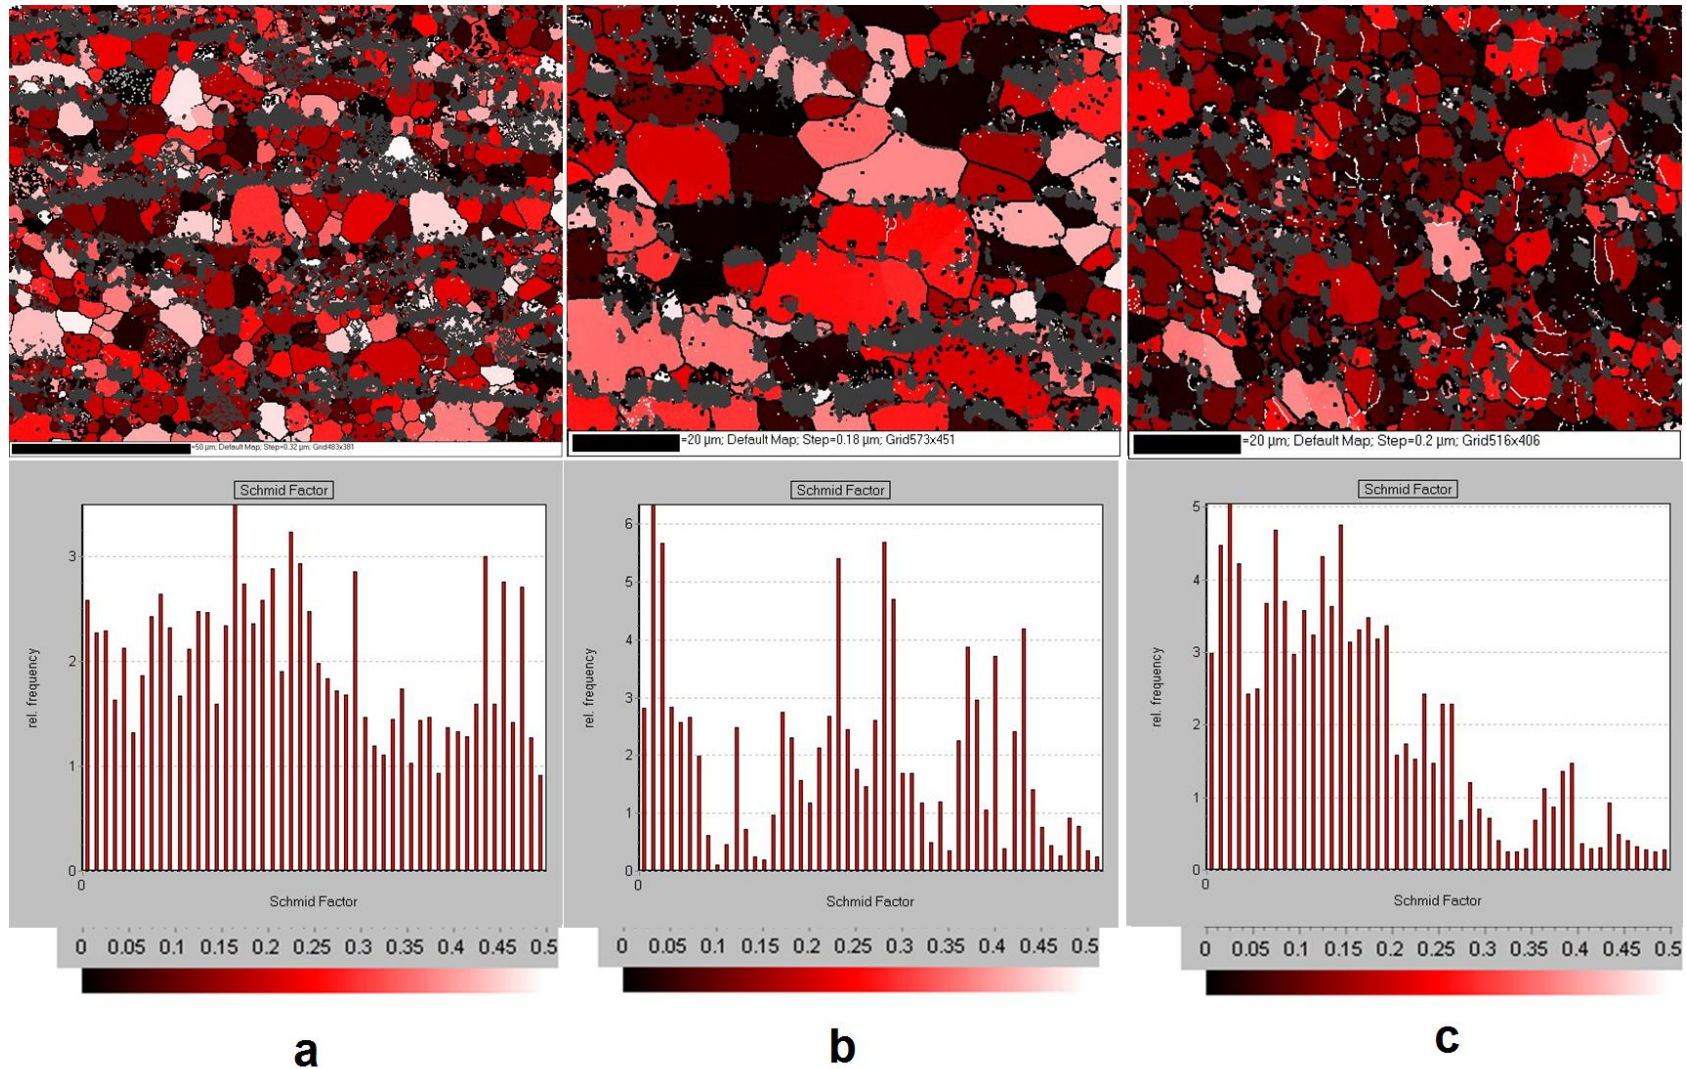 =50 µm; Default Map; Step=0.32 µm; Grid483x381
=20 µm; Default Map; Step=0.18 µm; Grid573x451
=20 µm; Default Map; Step=0.2 µm; Grid516x406
Schmid Factor
3
2
1
0
rel. frequency
0
Schmid Factor
0 0.05 0.1 0.15 0.2 0.25 0.3 0.35 0.4 0.45 0.5
a
Schmid Factor
6
5
4
3
2
1
0
rel. frequency
0
Schmid Factor
0 0.05 0.1 0.15 0.2 0.25 0.3 0.35 0.4 0.45 0.5
b
Schmid Factor
5
4
3
2
1
0
rel. frequency
0
Schmid Factor
0 0.05 0.1 0.15 0.2 0.25 0.3 0.35 0.4 0.45 0.5
c